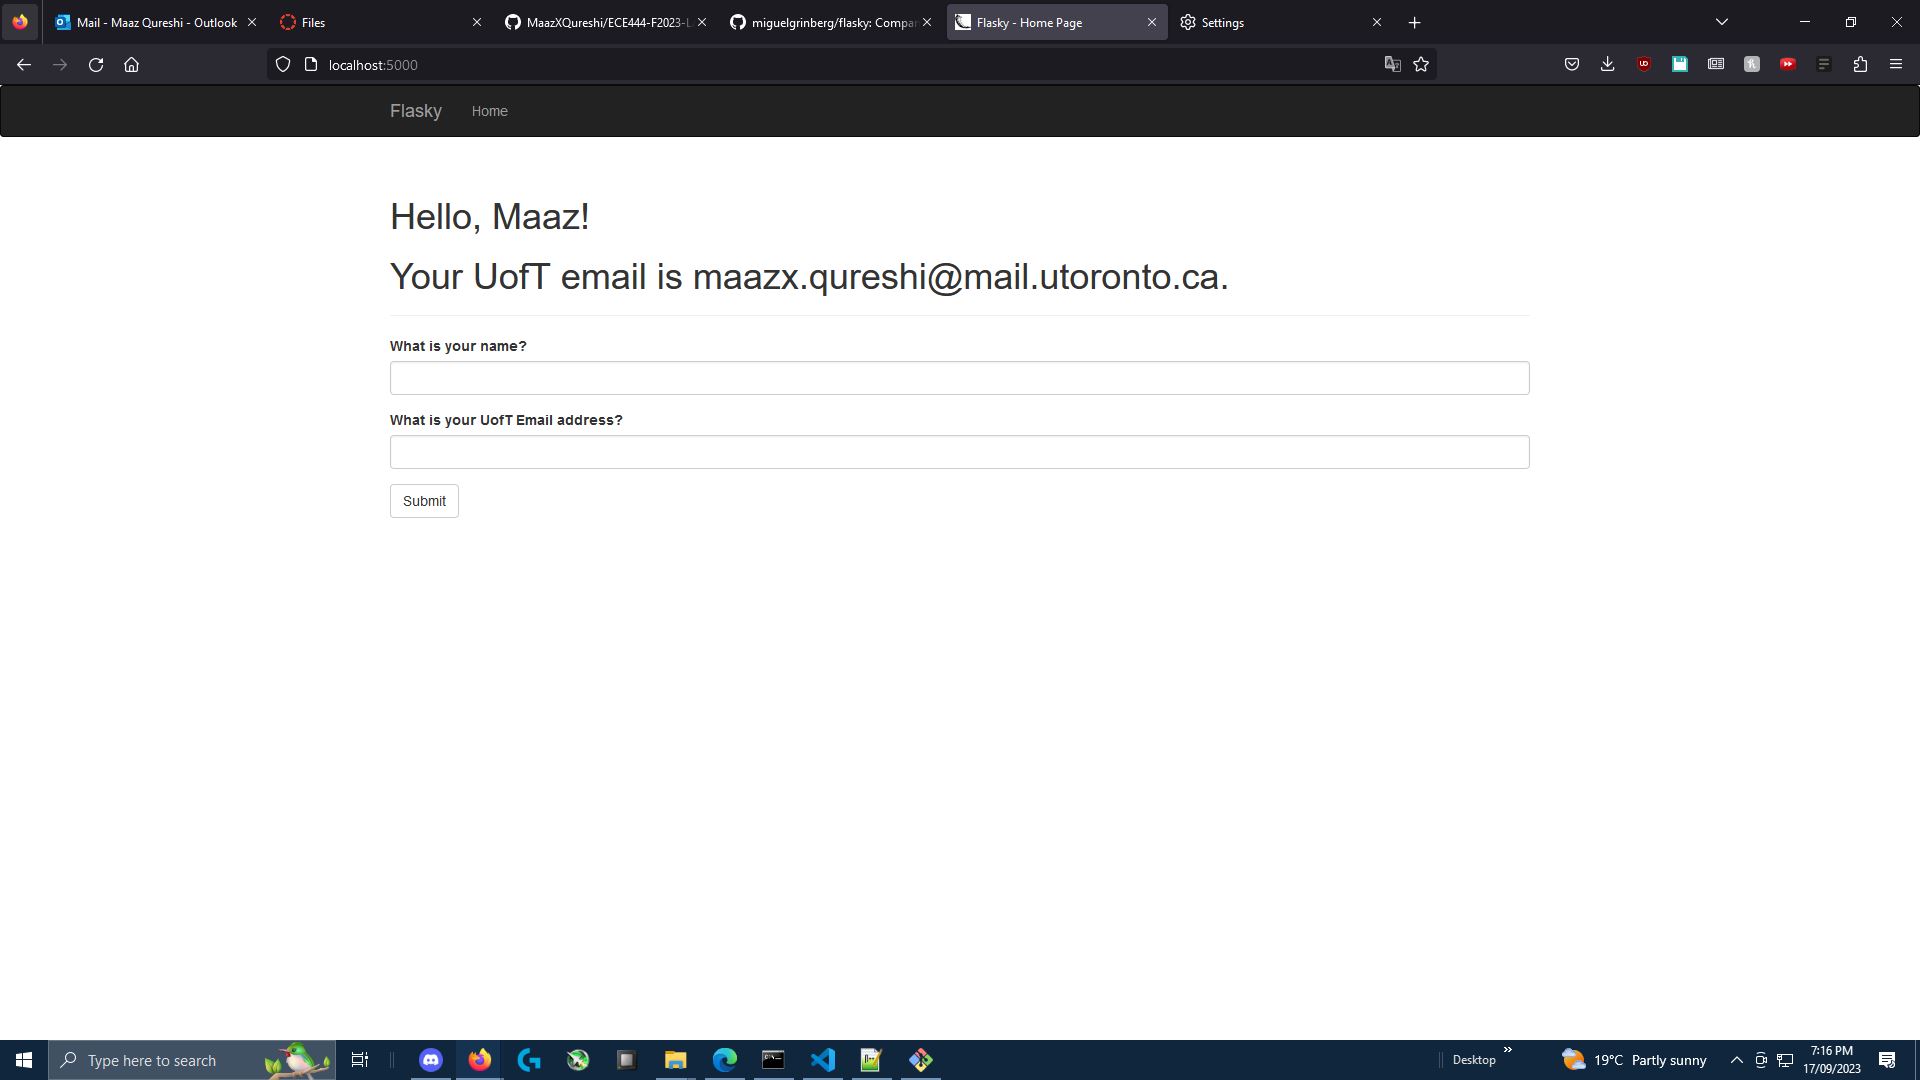 Mail - Maaz Qureshi - Outlook
Files
MaazXQureshi/ECE444-F2023-L
miguelgrinberg/flasky: Compan
Flasky - Home Page
Settings
localhost:5000
Flasky
Home
Hello, Maaz!
Your UofT email is maazx.qureshi@mail.utoronto.ca.
What is your name?
What is your UofT Email address?
Submit
Type here to search
Desktop
19°C Partly sunny
7:16 PM
17/09/2023